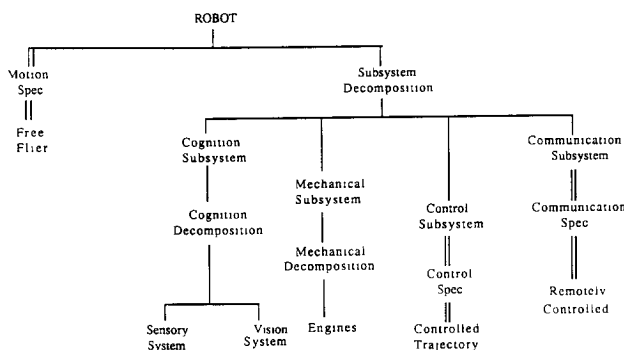 ROBOT
Motion
Spec
Subsystem
Decomposition
Free
Flier
Cognition
Subsystem
Communication
Subsystem
Mechanical
Subsystem
Cognition
Decomposition
Control
Subsystem
Communication
Spec
Mechanical
Decomposition
Control
Spec
Remotely
Controlled
Sensory
System
Vision
System
Engines
Controlled
Trajectory